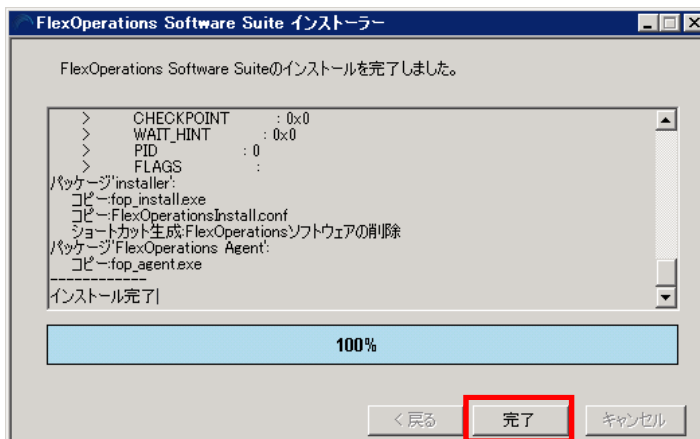 FlexOperations Software Suite インストーラー
FlexOperations Software Suiteのインストールを完了しました。
> CHECKPOINT : 0x0
> WAIT_HINT : 0x0
> PID : 0
> FLAGS :
パッケージ'installer':
コピー:fop_install.exe
コピー:FlexOperationsInstall.conf
ショートカット生成:FlexOperationsソフトウェアの削除
パッケージ'FlexOperations Agent':
コピー:fop_agent.exe
-------------
インストール完了
100%
< 戻る 完了 キャンセル